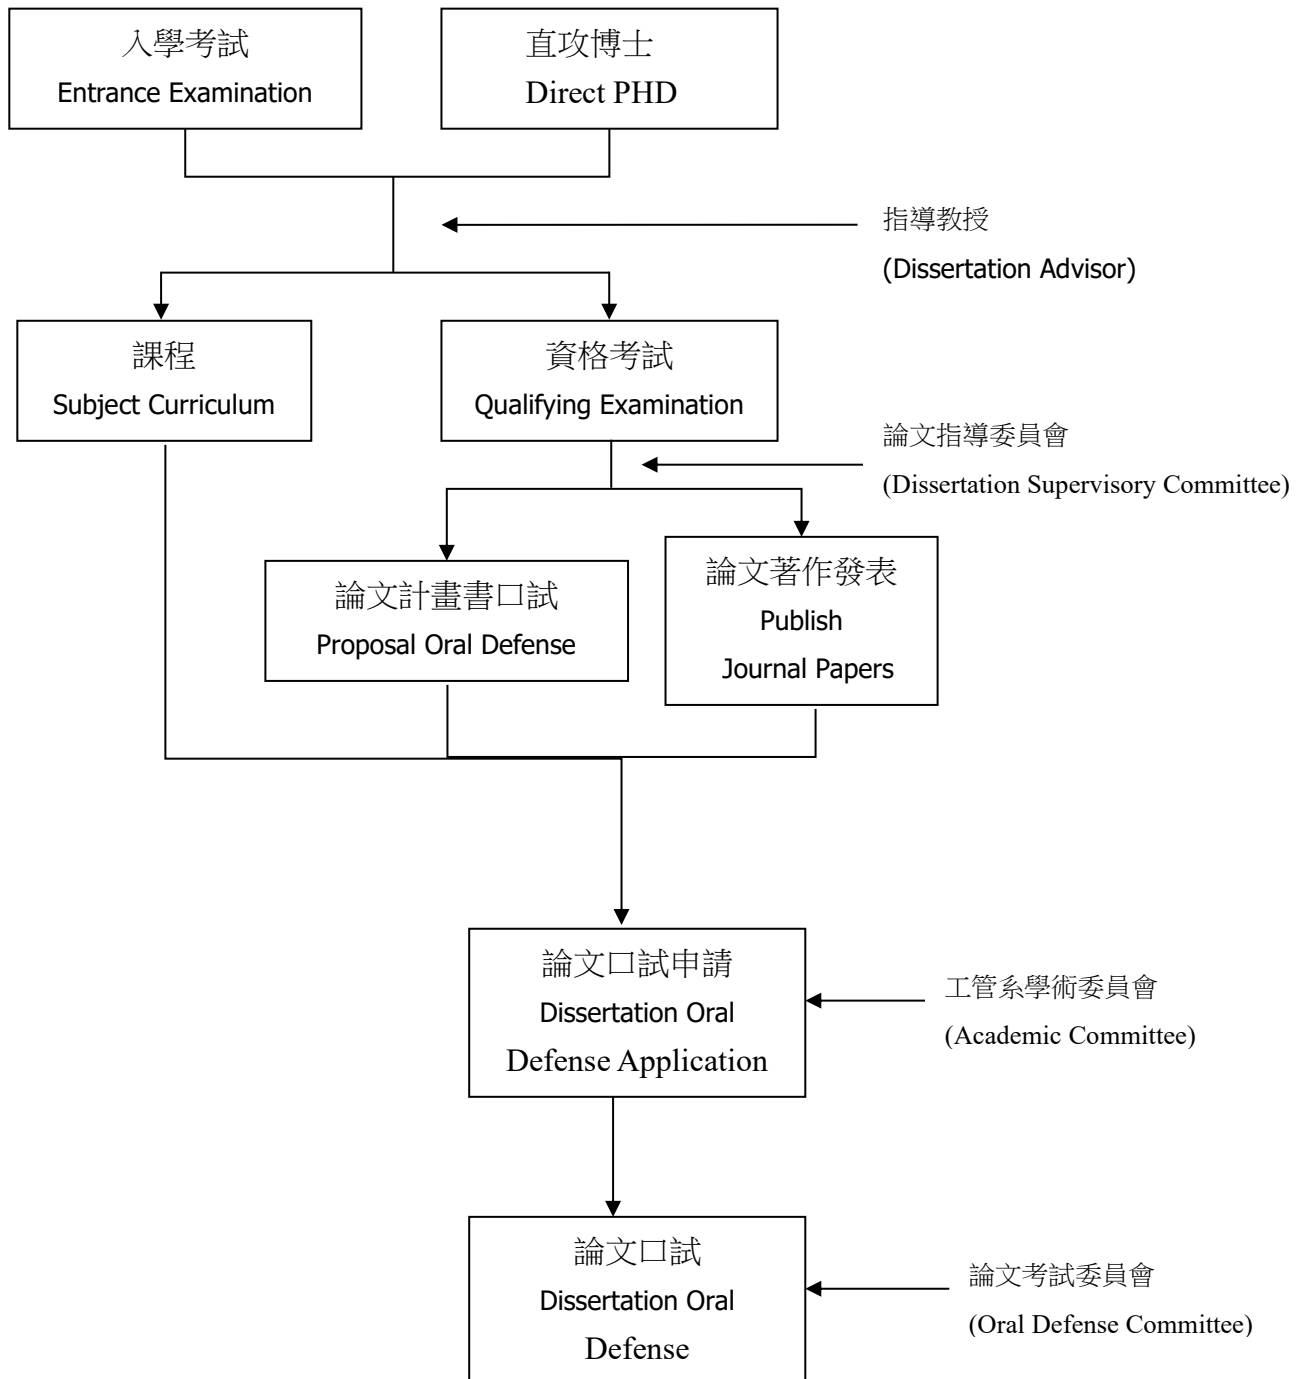 入學考試
Entrance Examination
直攻博士
Direct PHD
指導教授
(Dissertation Advisor)
課程
Subject Curriculum
資格考試
Qualifying Examination
論文指導委員會
(Dissertation Supervisory Committee)
論文計畫書口試
Proposal Oral Defense
論文著作發表
Publish
Journal Papers
論文口試申請
Dissertation Oral
Defense Application
工管系學術委員會
(Academic Committee)
論文口試
Dissertation Oral
Defense
論文考試委員會
(Oral Defense Committee)